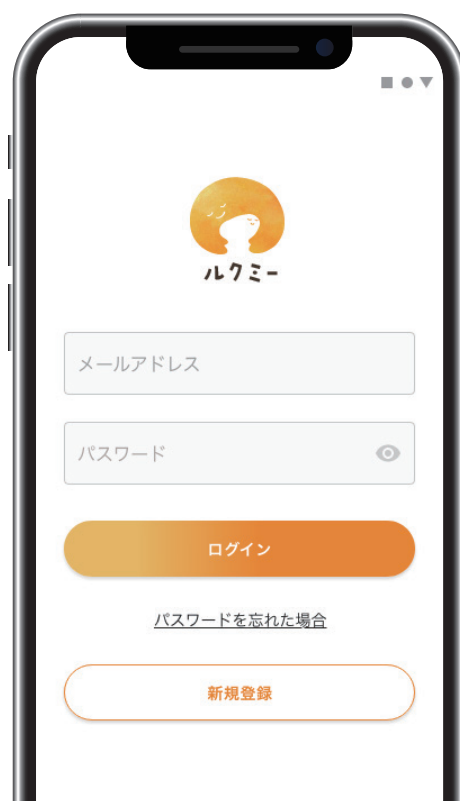 ルクミー
メールアドレス
パスワード
ログイン
パスワードを忘れた場合
新規登録